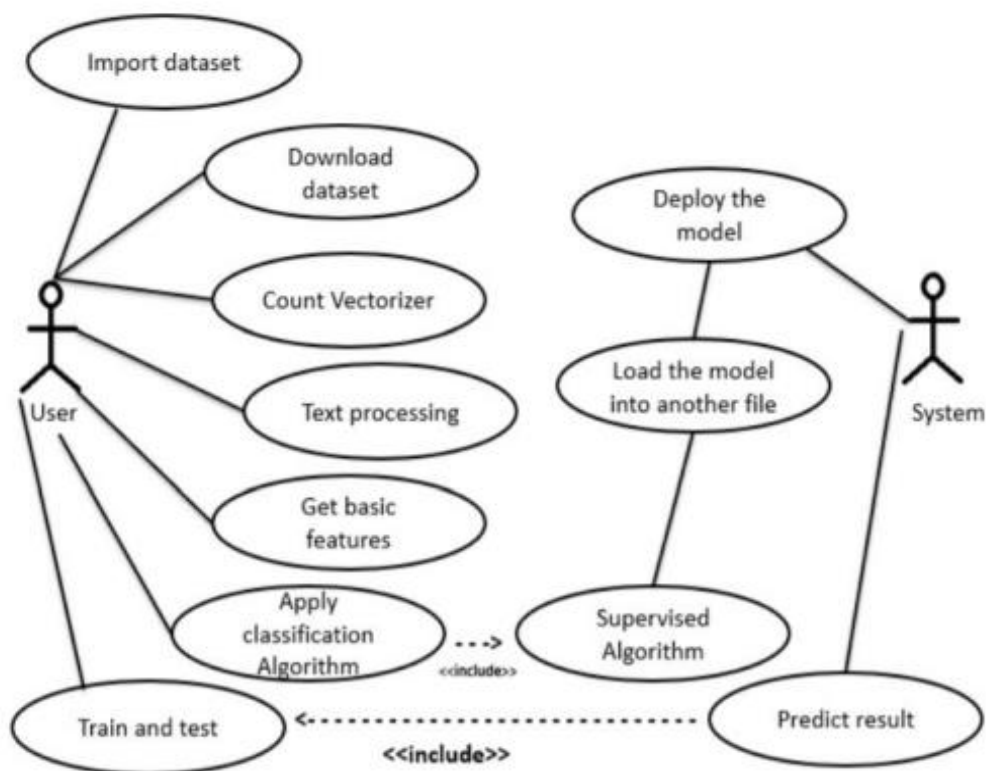 Import dataset
Download
dataset
Deploy the
model
Count Vectorizer
Load the model
into another file
User
Text processing
System
Get basic
features
Apply
classification
Algorithm
<<include>>
Supervised
Algorithm
Train and test
<<include>>
Predict result